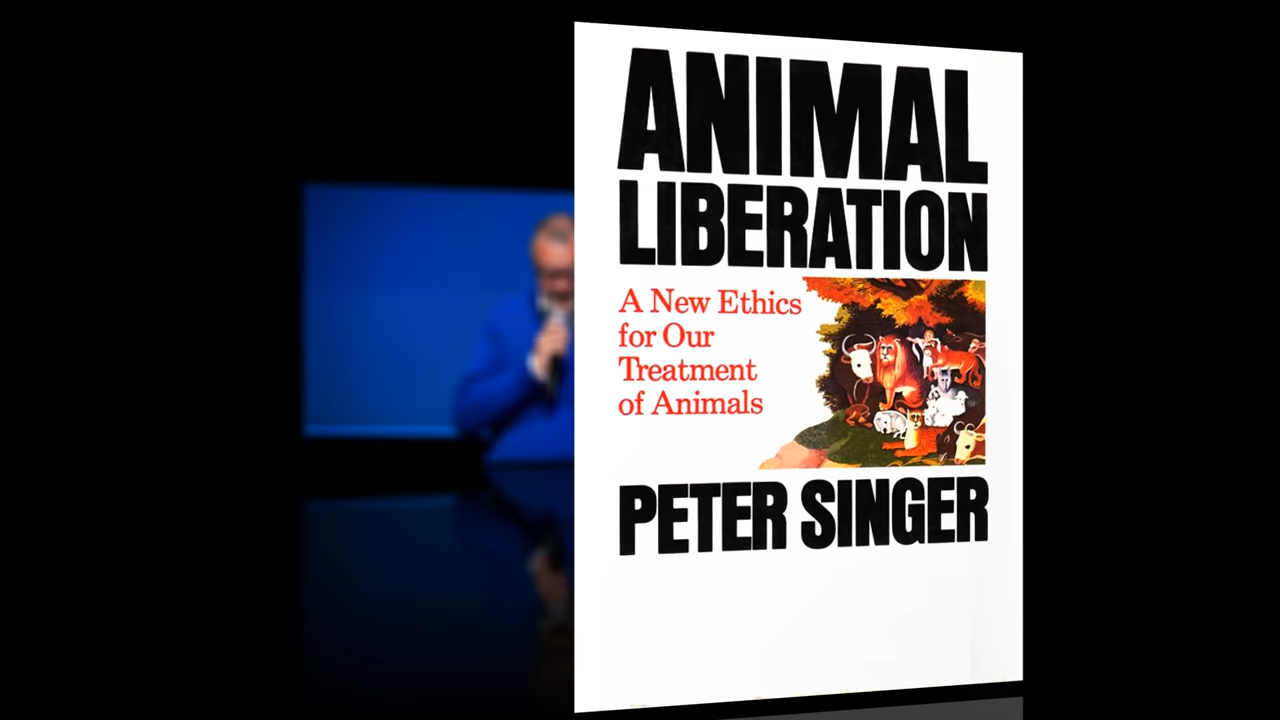 ANIMAL
LIBERATION
A New Ethics
for Our
Treatment
of Animals
PETER SINGER